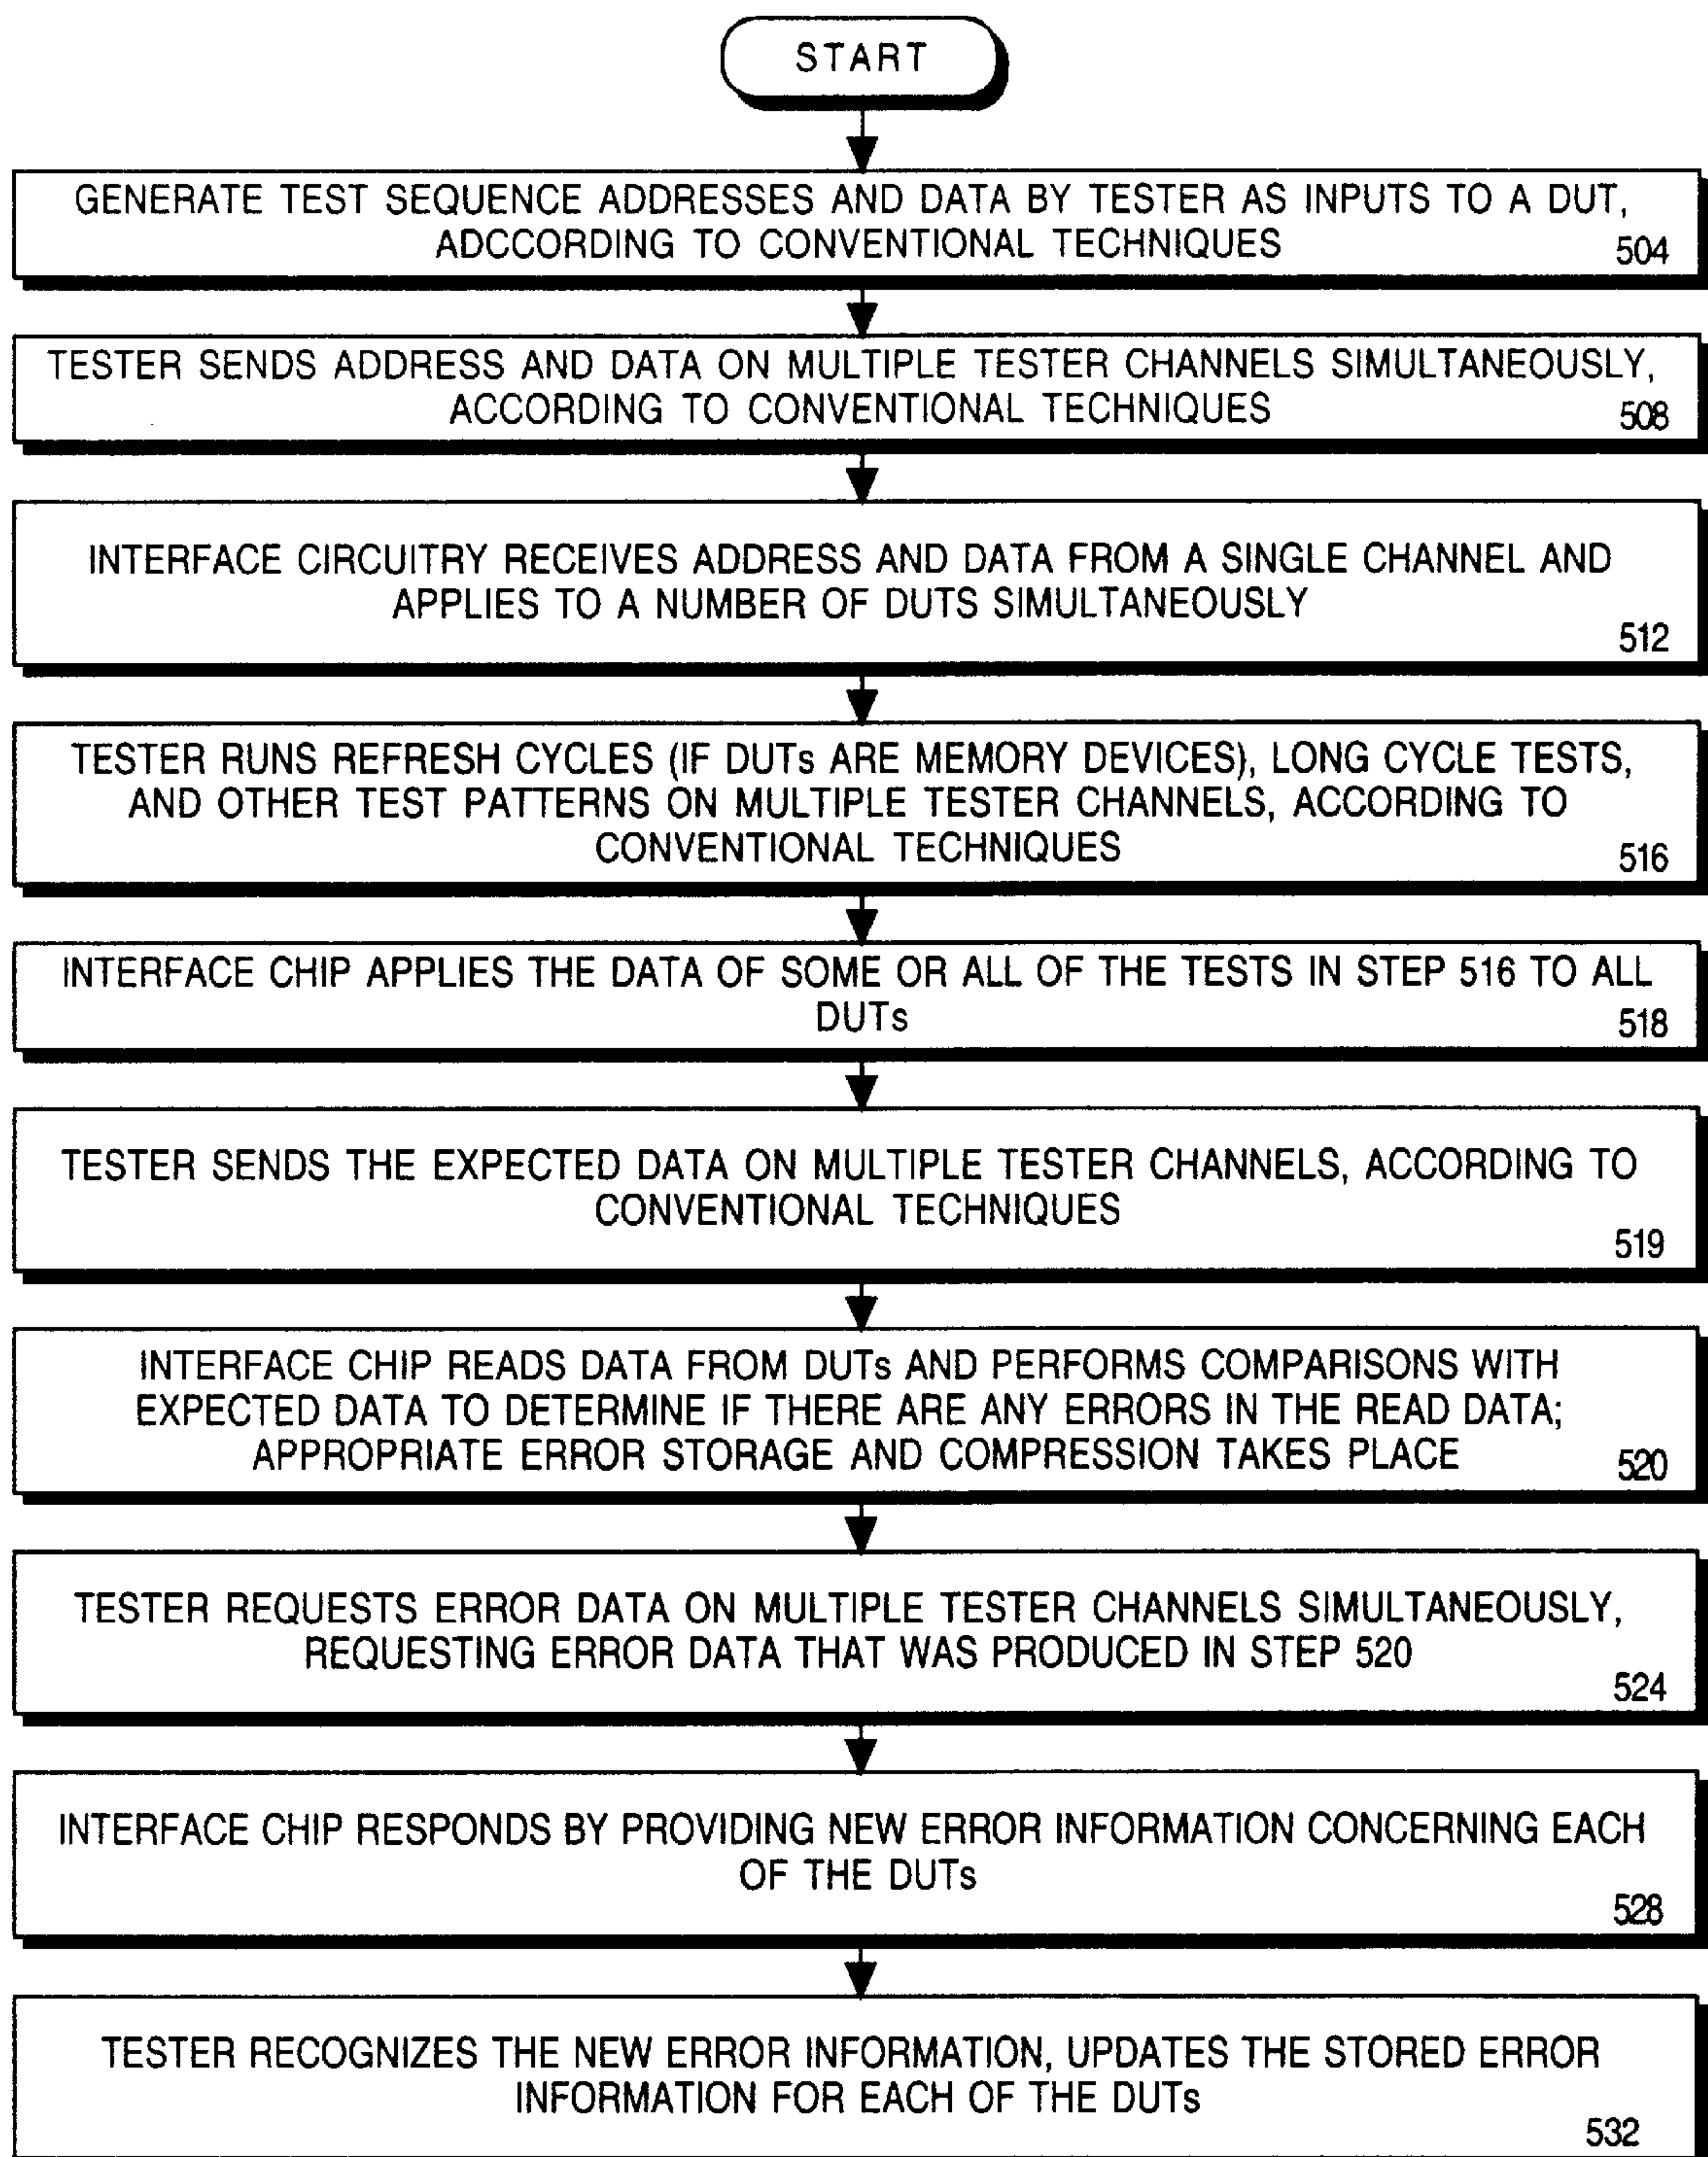 START
GENERATE TEST SEQUENCE ADDRESSES AND DATA BY TESTER AS INPUTS TO A DUT,
ADCCORDING TO CONVENTIONAL TECHNIQUES
504
TESTER SENDS ADDRESS AND DATA ON MULTIPLE TESTER CHANNELS SIMULTANEOUSLY,
ACCORDING TO CONVENTIONAL TECHNIQUES
508
INTERFACE CIRCUITRY RECEIVES ADDRESS AND DATA FROM A SINGLE CHANNEL AND
APPLIES TO A NUMBER OF DUTS SIMULTANEOUSLY
512
TESTER RUNS REFRESH CYCLES (IF DUTs ARE MEMORY DEVICES), LONG CYCLE TESTS,
AND OTHER TEST PATTERNS ON MULTIPLE TESTER CHANNELS, ACCORDING TO
CONVENTIONAL TECHNIQUES
516
INTERFACE CHIP APPLIES THE DATA OF SOME OR ALL OF THE TESTS IN STEP 516 TO ALL
DUTs
518
TESTER SENDS THE EXPECTED DATA ON MULTIPLE TESTER CHANNELS, ACCORDING TO
CONVENTIONAL TECHNIQUES
519
INTERFACE CHIP READS DATA FROM DUTs AND PERFORMS COMPARISONS WITH
EXPECTED DATA TO DETERMINE IF THERE ARE ANY ERRORS IN THE READ DATA;
APPROPRIATE ERROR STORAGE AND COMPRESSION TAKES PLACE
520
TESTER REQUESTS ERROR DATA ON MULTIPLE TESTER CHANNELS SIMULTANEOUSLY,
REQUESTING ERROR DATA THAT WAS PRODUCED IN STEP 520
524
INTERFACE CHIP RESPONDS BY PROVIDING NEW ERROR INFORMATION CONCERNING EACH
OF THE DUTs
528
TESTER RECOGNIZES THE NEW ERROR INFORMATION, UPDATES THE STORED ERROR
INFORMATION FOR EACH OF THE DUTs
532